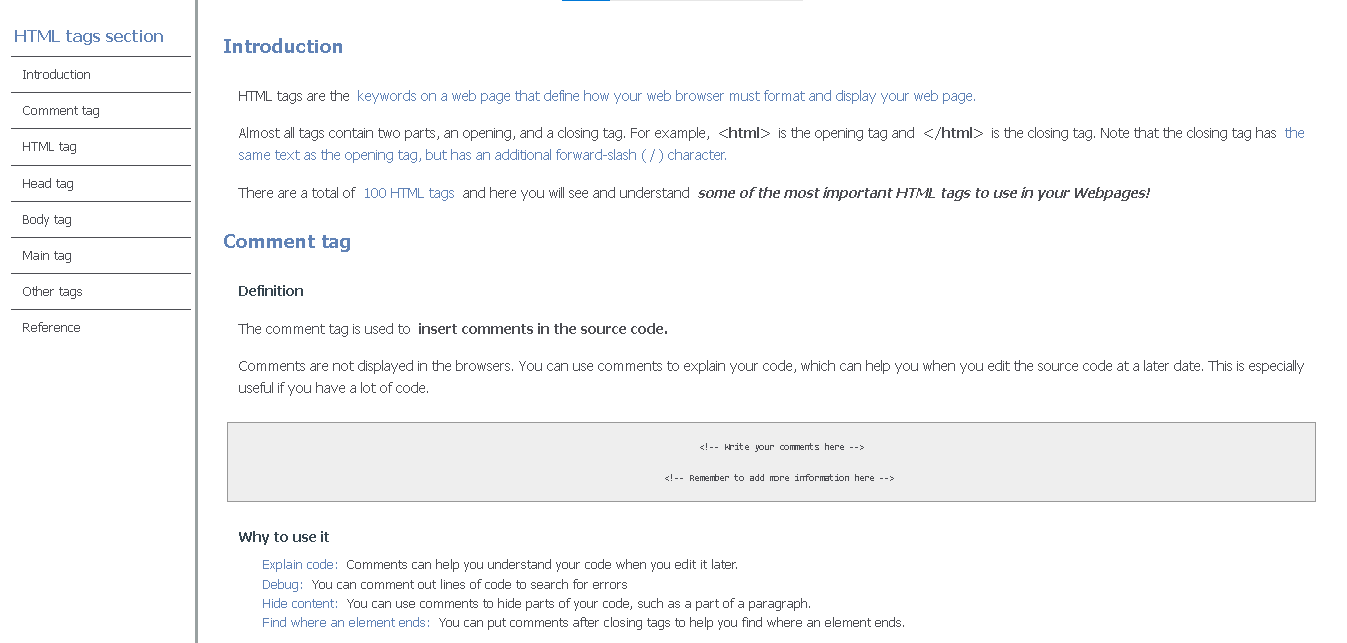 HTML tags section
Introduction
Comment tag
HTML tag
Head tag
Body tag
Main tag
Other tags
Reference
Introduction
HTML tags are the keywords on a web page that define how your web browser must format and display your web page.
Almost all tags contain two parts, an opening, and a closing tag. For example, <html> is the opening tag and </html> is the closing tag. Note that the closing tag has the
same text as the opening tag, but has an additional forward-slash ( / ) character.
There are a total of 100 HTML tags and here you will see and understand some of the most important HTML tags to use in your Webpages!
Comment tag
Definition
The comment tag is used to insert comments in the source code.
Comments are not displayed in the browsers. You can use comments to explain your code, which can help you when you edit the source code at a later date. This is especially
useful if you have a lot of code.
<!-- Write your comments here -->
<!-- Remember to add more information here -->
Why to use it
Explain code: Comments can help you understand your code when you edit it later.
Debug: You can comment out lines of code to search for errors
Hide content: You can use comments to hide parts of your code, such as a part of a paragraph.
Find where an element ends: You can put comments after closing tags to help you find where an element ends.